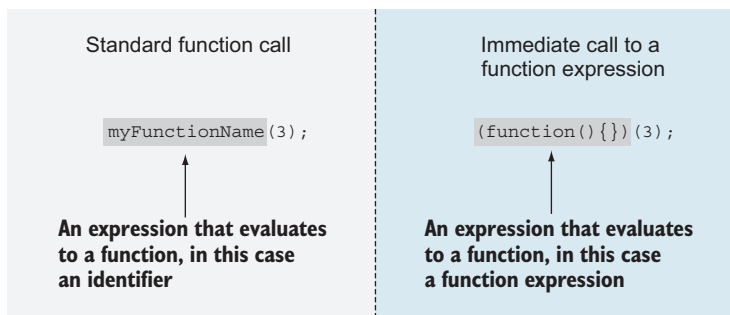 Standard function call
myFunctionName(3);
An expression that evaluates
to a function, in this case
an identifier
Immediate call to a
function expression
(function(){})(3);
An expression that evaluates
to a function, in this case
a function expression